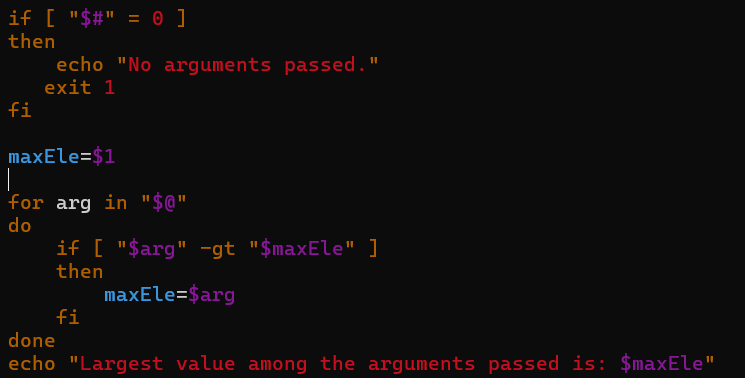 if [ "$#" = 0 ]
then
    echo "No arguments passed."
   exit 1
fi

maxEle=$1

for arg in "$@"
do
    if [ "$arg" -gt "$maxEle" ]
    then
        maxEle=$arg
    fi
done
echo "Largest value among the arguments passed is: $maxEle"